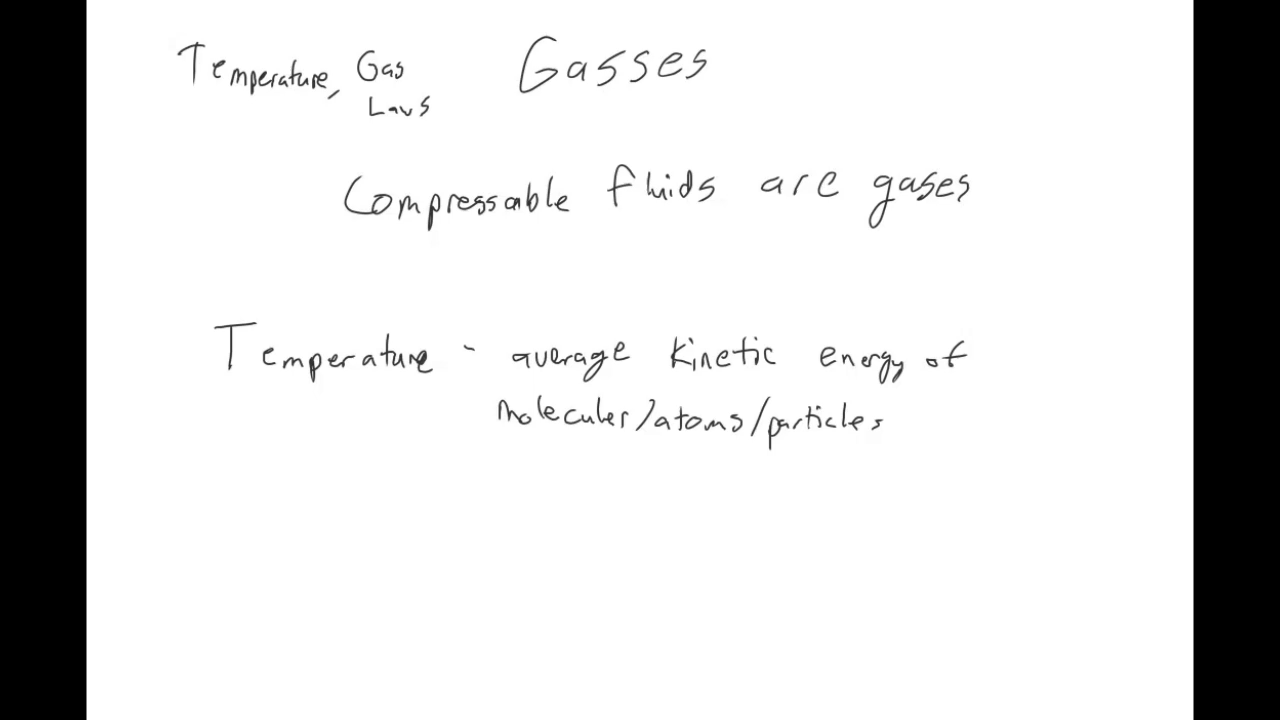 Temperature, Gas
Laws
Gasses
Compressable fluids are gases
Temperature - average kinetic energy of
molecules/atoms/particles